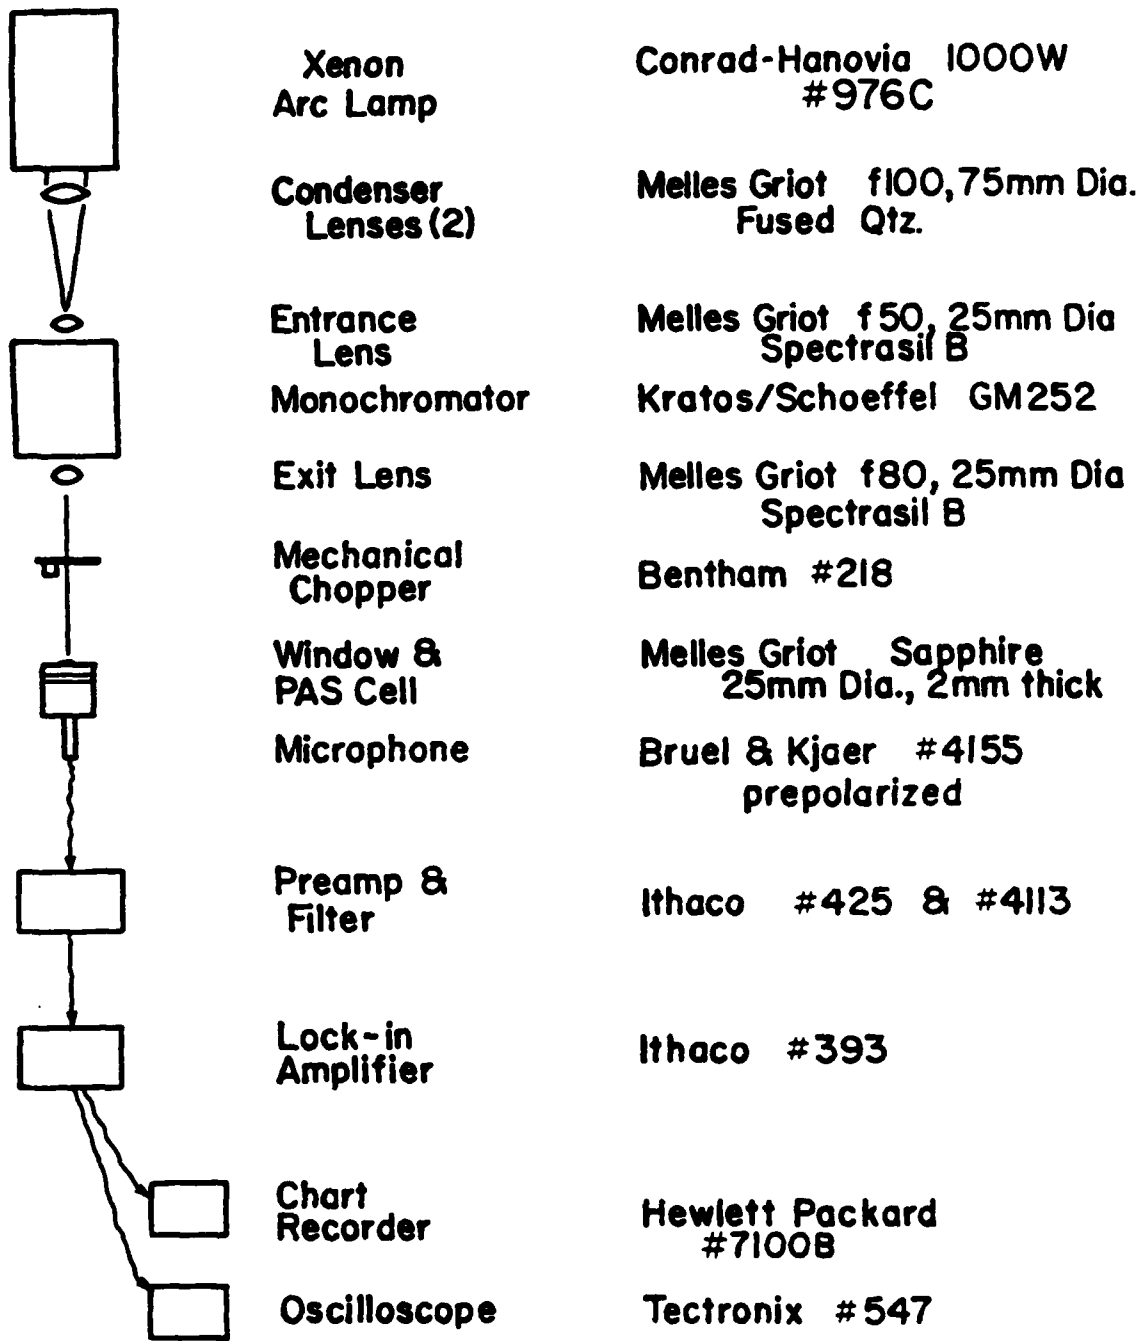 Xenon
Arc Lamp
Conrad-Hanovia 1000W
#976C
Condenser
Lenses (2)
Melles Griot f100, 75mm Dia.
Fused Qtz.
Entrance
Lens
Melles Griot f50, 25mm Dia
Spectrasil B
Monochromator
Kratos/Schoeffel GM252
Exit Lens
Melles Griot f80, 25mm Dia
Spectrasil B
Mechanical
Chopper
Bentham #218
Window &
PAS Cell
Melles Griot Sapphire
25mm Dia., 2mm thick
Microphone
Bruel & Kjaer #4155
prepolarized
Preamp &
Filter
Ithaco #425 & #4113
Lock-in
Amplifier
Ithaco #393
Chart
Recorder
Hewlett Packard
#7100B
Oscilloscope
Tectronix #547